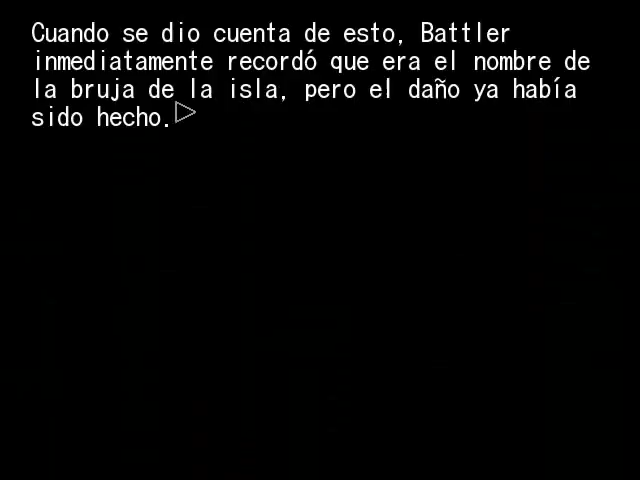 Cuando se dio cuenta de esto, Battler
inmediatamente recordó que era el nombre de
la bruja de la isla, pero el daño ya había
sido hecho.